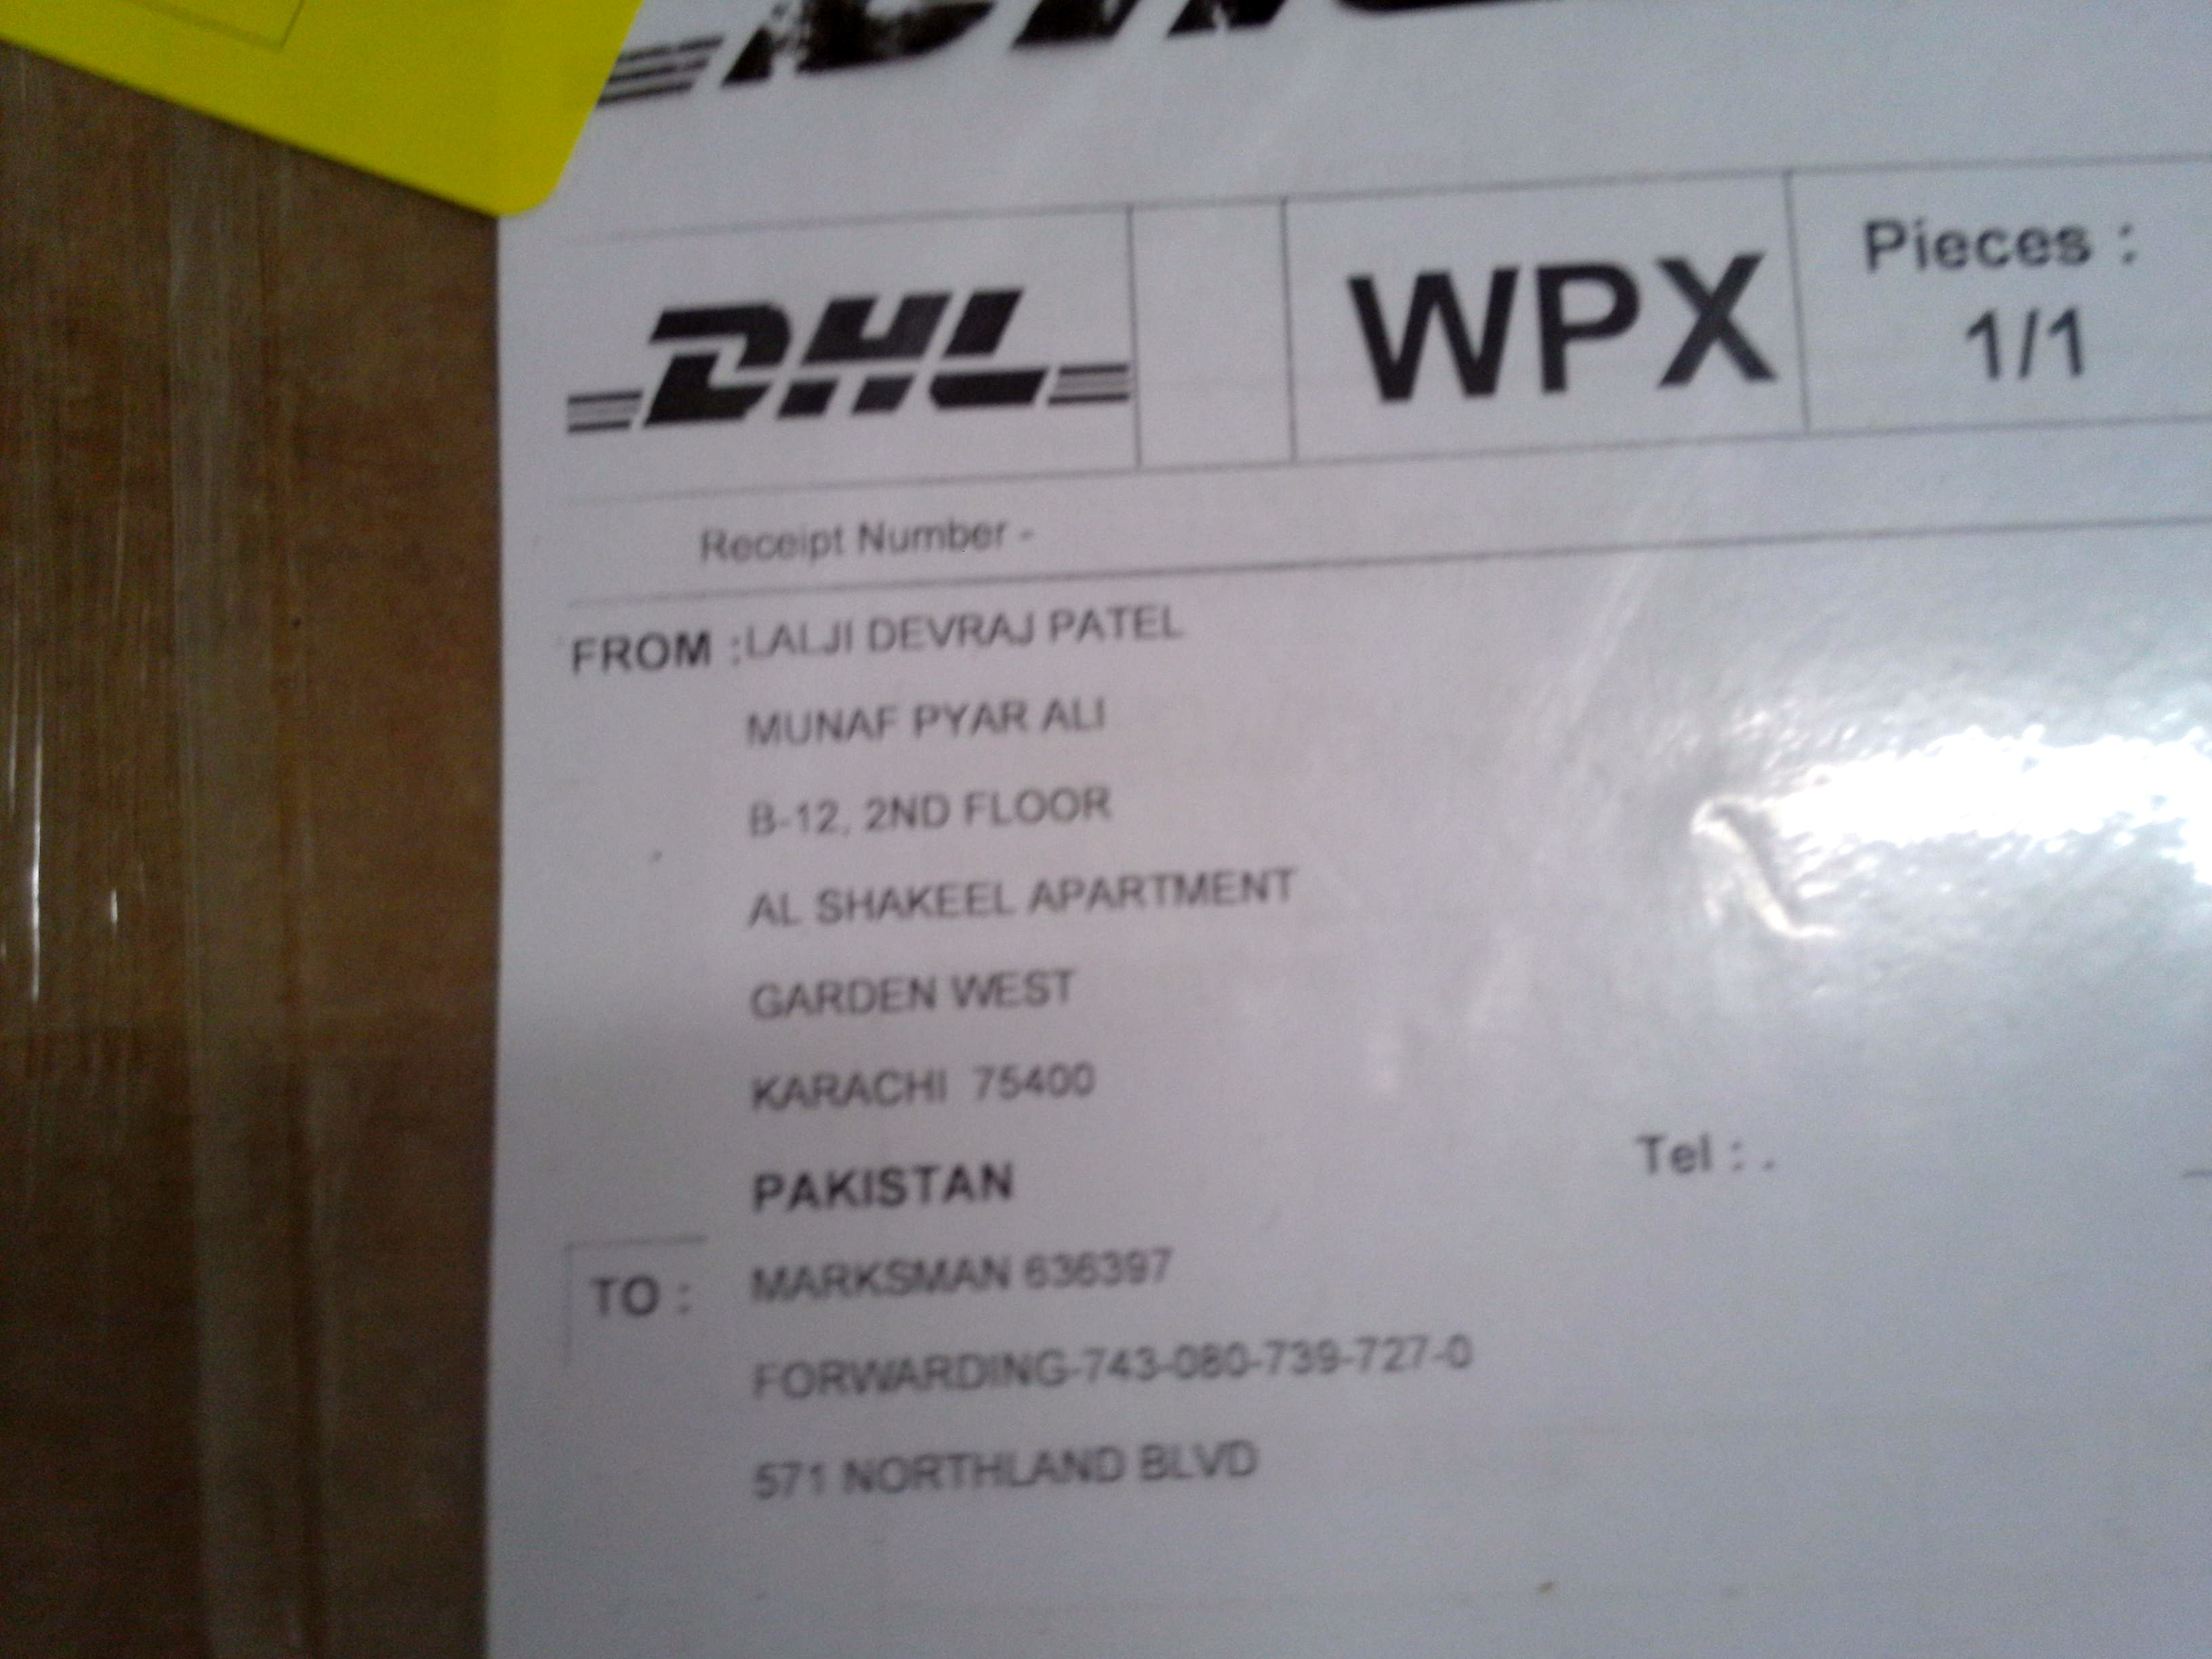 DHL
DHL WPX Pieces :
1/1
Receipt Number -
FROM : LALJI DEVRAJ PATEL
MUNAF PYAR ALI
B-12, 2ND FLOOR
AL SHAKEEL APARTMENT
GARDEN WEST
KARACHI 75400
PAKISTAN Tel : .
TO : MARKSMAN 636397
FORWARDING-743-080-739-727-0
571 NORTHLAND BLVD